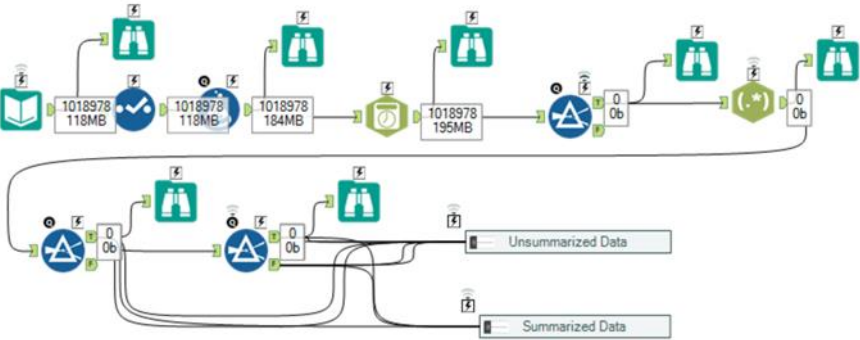 1018978
118MB
1018978
118MB
1018978
184MB
1018978
195MB
Q
Q
T
F
0
0b
(.*)
0
0b
Q
T
F
0
0b
Q
T
F
0
0b
Unsummarized Data
Summarized Data